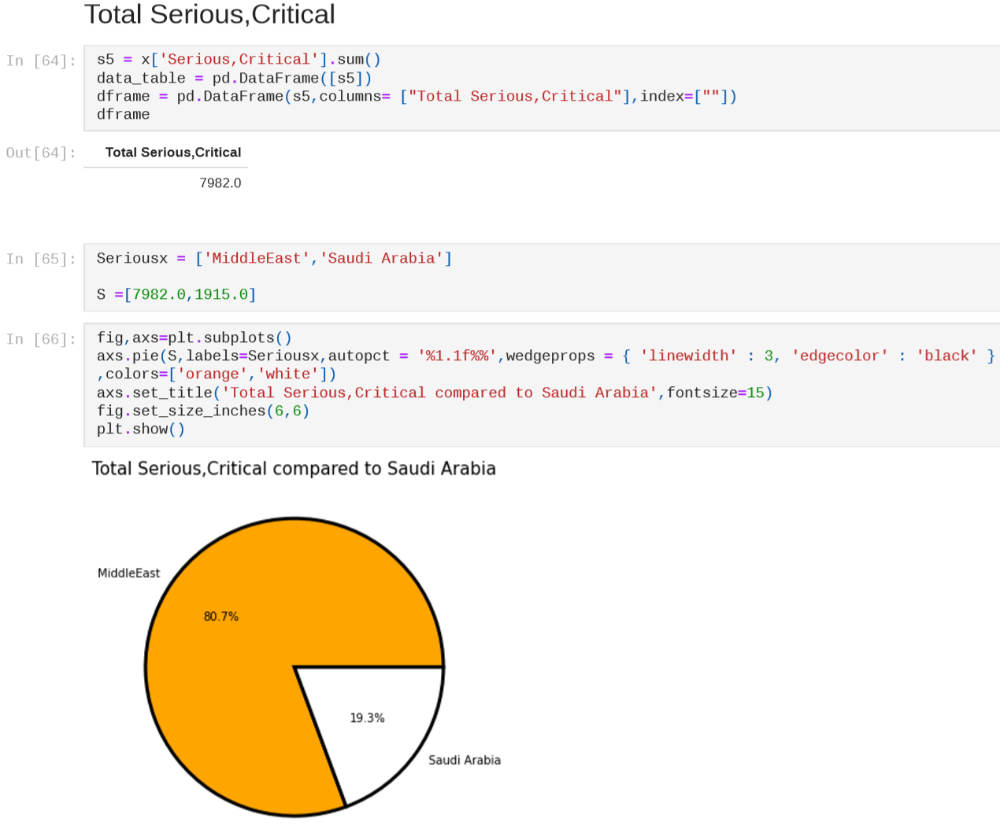 Total Serious,Critical
In [64]:
s5 = x['Serious,Critical'].sum()
data_table = pd.DataFrame([s5])
dframe = pd.DataFrame(s5,columns= ["Total Serious,Critical"],index=[""])
dframe
Out[64]:
Total Serious,Critical
7982.0
In [65]:
Seriousx = ['MiddleEast','Saudi Arabia']
S =[7982.0,1915.0]
In [66]:
fig,axs=plt.subplots()
axs.pie(S,labels=Seriousx,autopct = '%1.1f%%',wedgeprops = { 'linewidth' : 3, 'edgecolor' : 'black' }
,colors=['orange','white'])
axs.set_title('Total Serious,Critical compared to Saudi Arabia',fontsize=15)
fig.set_size_inches(6,6)
plt.show()
Total Serious,Critical compared to Saudi Arabia
MiddleEast
80.7%
19.3%
Saudi Arabia